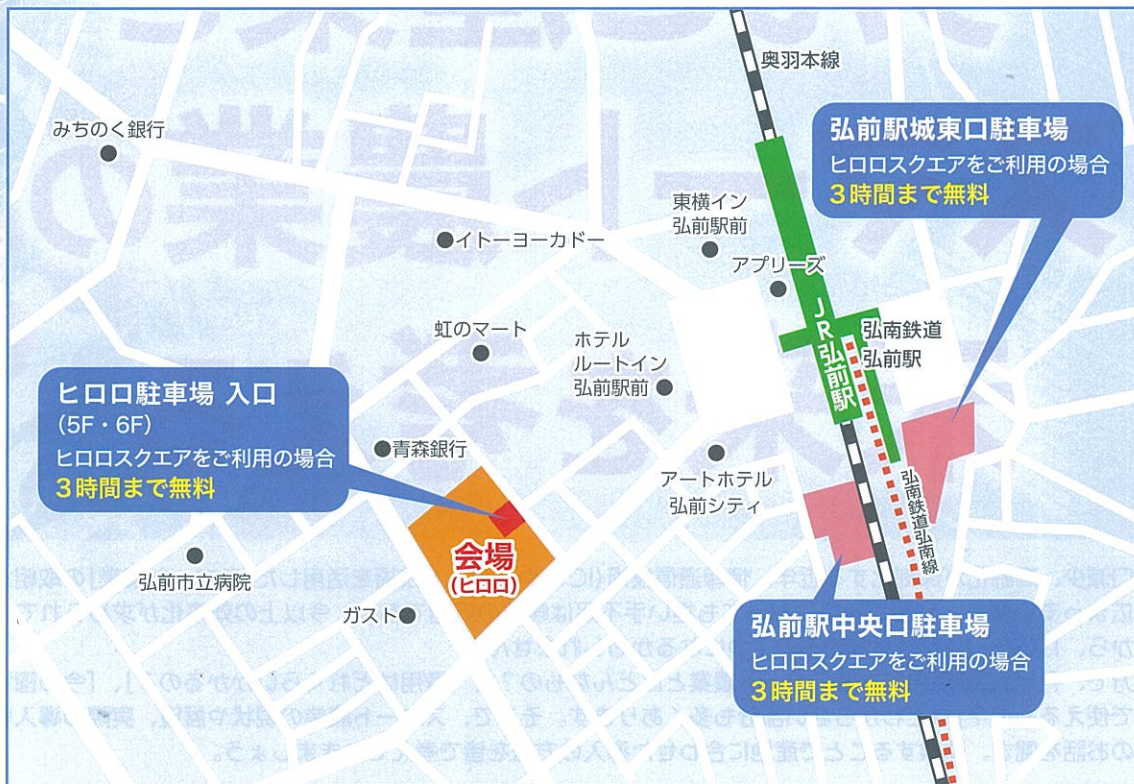 奥羽本線
みちのく銀行
弘前駅城東口駐車場
ヒロロスクエアをご利用の場合
3時間まで無料
東横イン
弘前駅前
イトーヨーカドー
アプリーズ
JR弘前駅
弘南鉄道
弘前駅
虹のマート
ホテル
ルートイン
弘前駅前
ヒロロ駐車場 入口
(5F・6F)
ヒロロスクエアをご利用の場合
3時間まで無料
青森銀行
アートホテル
弘前シティ
弘南鉄道弘南線
会場
(ヒロロ)
弘前市立病院
ガスト
弘前駅中央口駐車場
ヒロロスクエアをご利用の場合
3時間まで無料